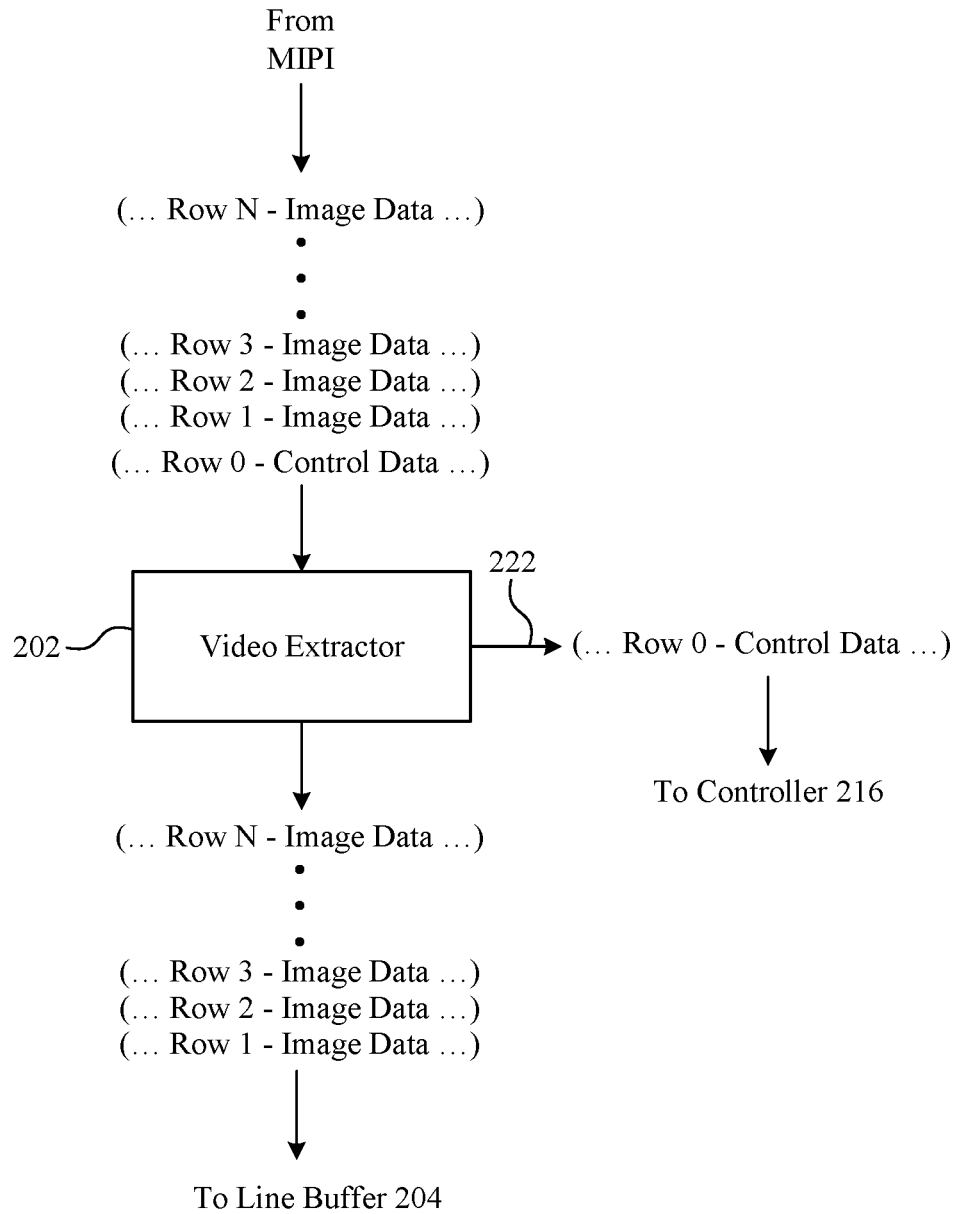 From
MIPI
(... Row N - Image Data ...)
(... Row 3 - Image Data ...)
(... Row 2 - Image Data ...)
(... Row 1 - Image Data ...)
(... Row 0 - Control Data ...)
222
202
Video Extractor
(... Row 0 - Control Data ...)
To Controller 216
(... Row N - Image Data ...)
(... Row 3 - Image Data ...)
(... Row 2 - Image Data ...)
(... Row 1 - Image Data ...)
To Line Buffer 204